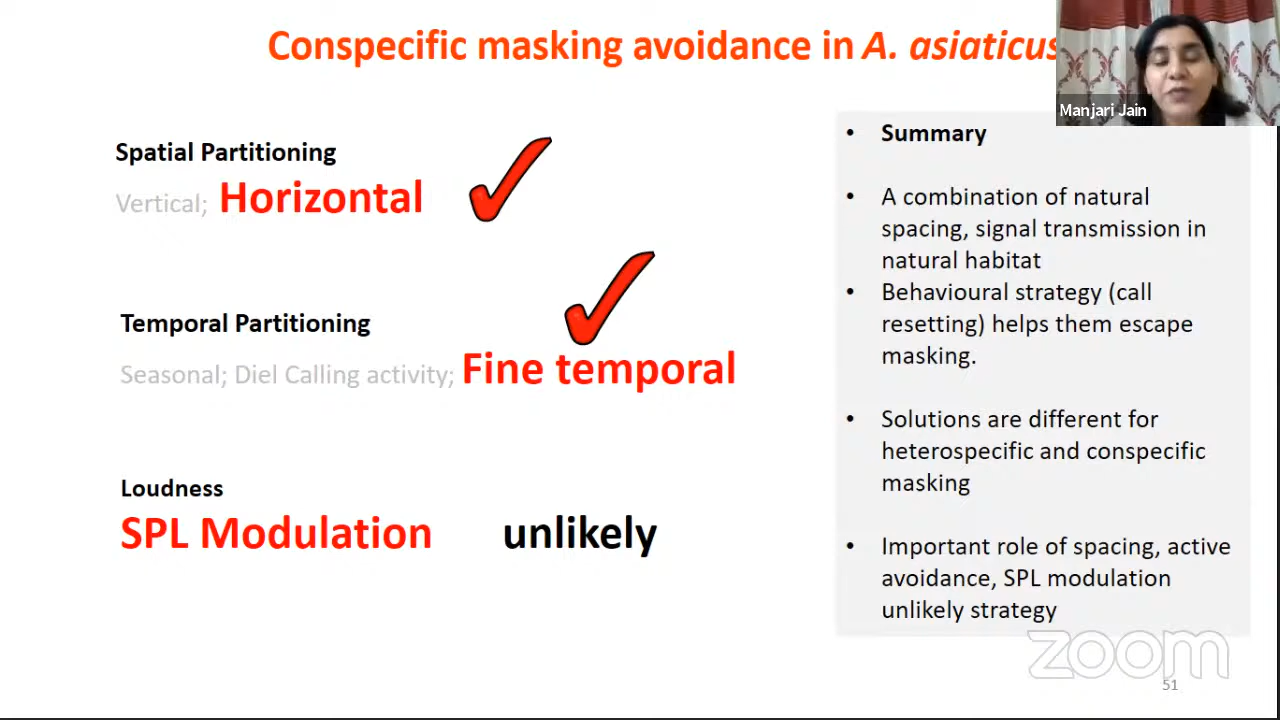 Conspecific masking avoidance in A. asiaticus
Manjari Jain
Spatial Partitioning
Vertical; Horizontal
Temporal Partitioning
Seasonal; Diel Calling activity; Fine temporal
Loudness
SPL Modulation unlikely
• Summary
• A combination of natural
spacing, signal transmission in
natural habitat
• Behavioural strategy (call
resetting) helps them escape
masking.
• Solutions are different for
heterospecific and conspecific
masking
• Important role of spacing, active
avoidance, SPL modulation
unlikely strategy
zoom
51